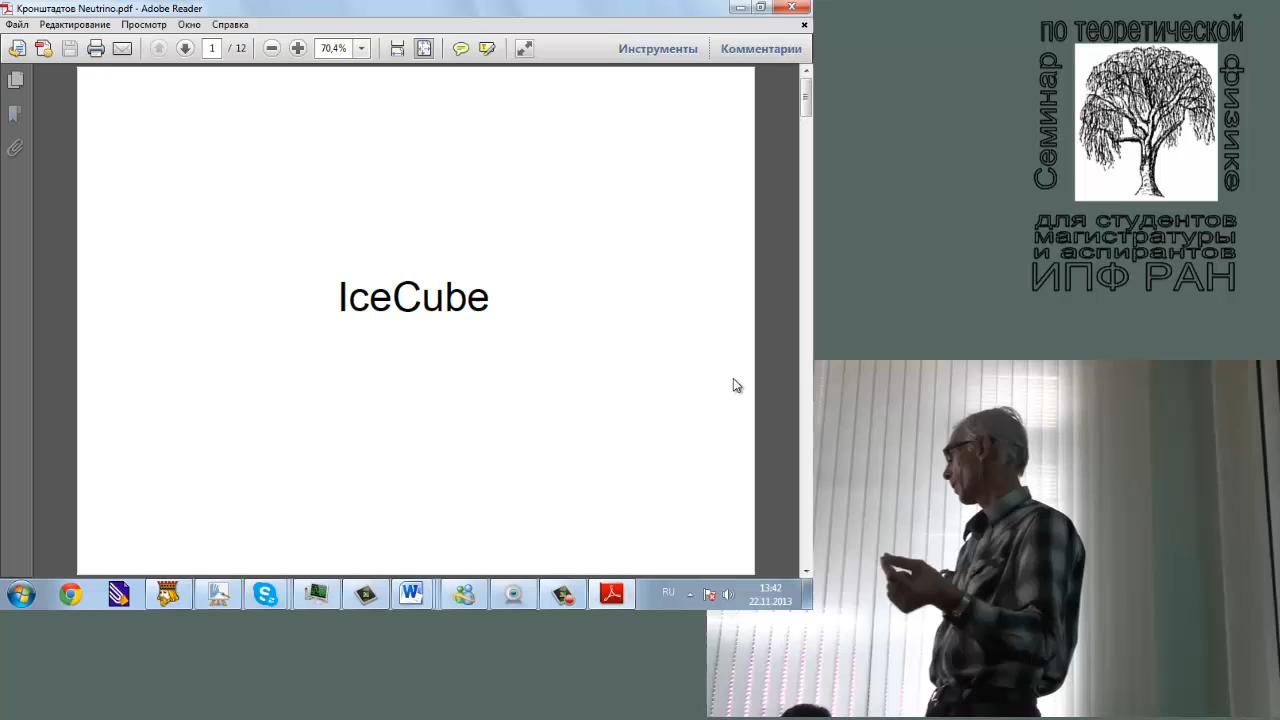 Кронштадтов Neutrino.pdf - Adobe Reader
Файл Редактирование Просмотр Окно Справка
1 / 12 70,4% Инструменты Комментарии
IceCube
RU 13:42
22.11.2013
по теоретической
Семинар
физике
для студентов
магистратуры
и аспирантов
ИПФ РАН